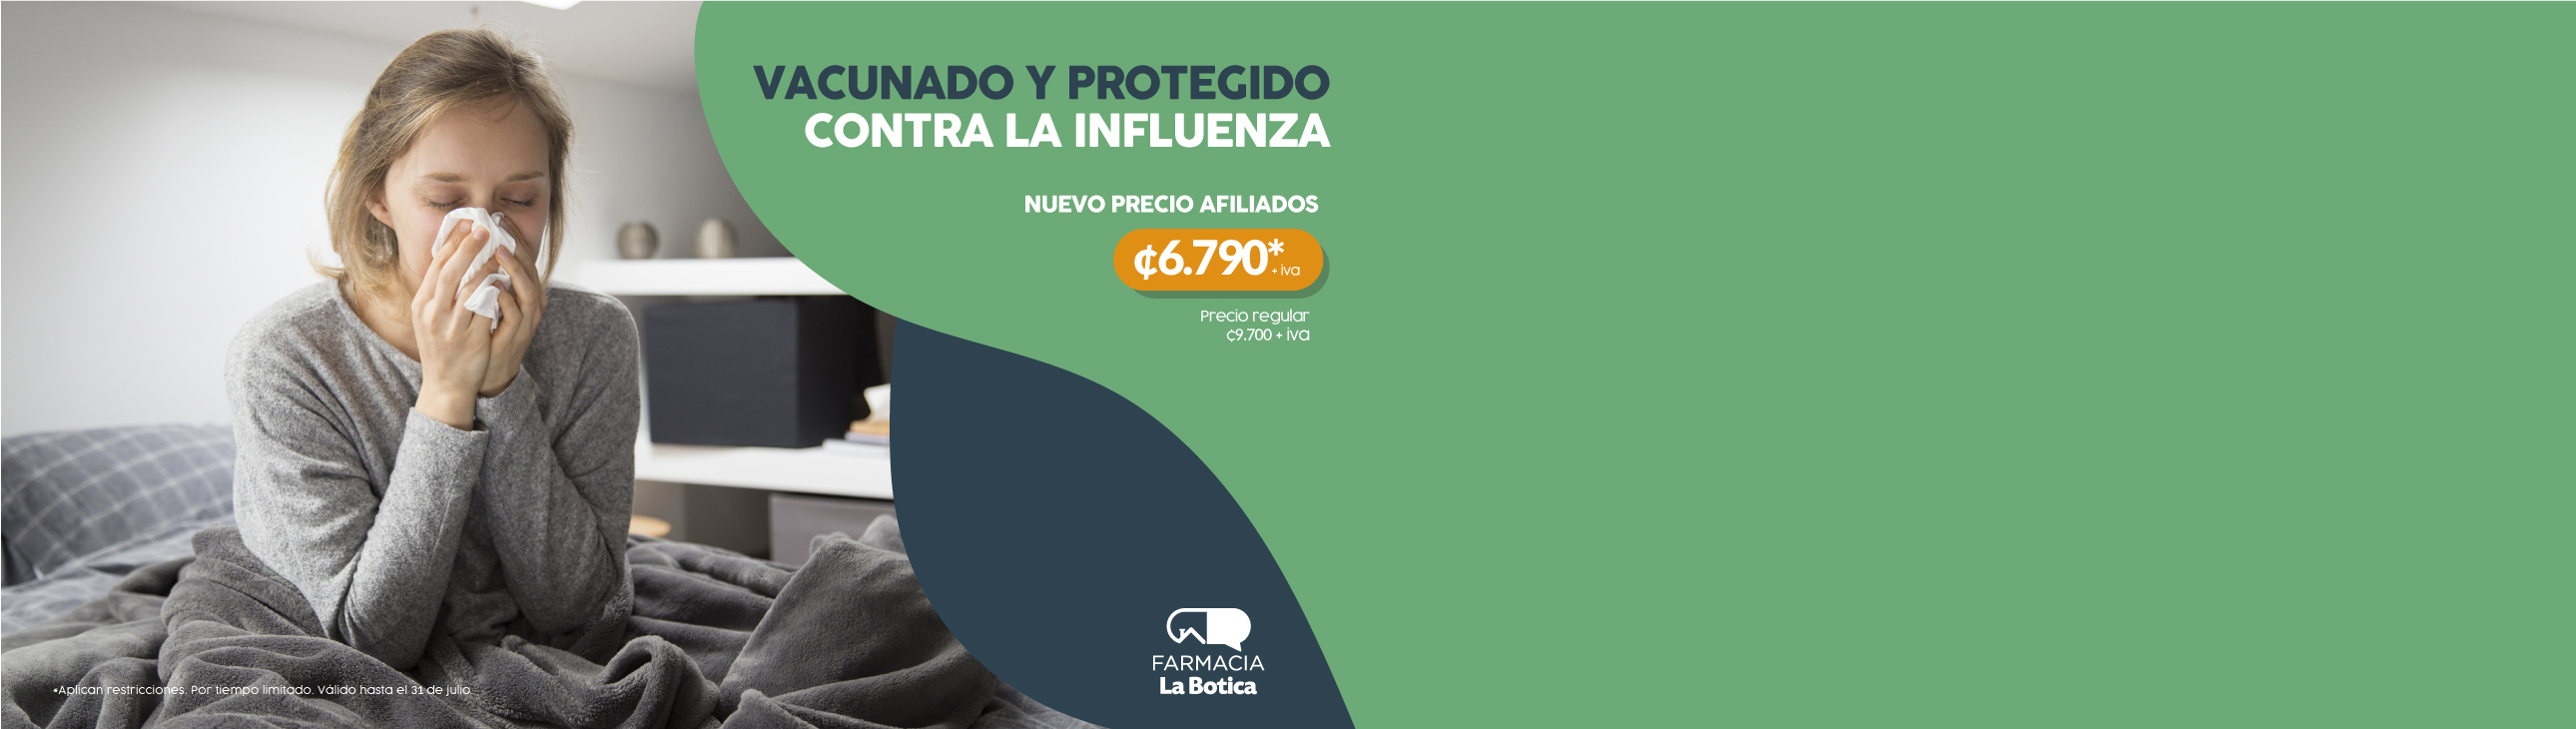 VACUNADO Y PROTEGIDO
CONTRA LA INFLUENZA
NUEVO PRECIO AFILIADOS
₵6.790*
+ iva
Precio regular
₵9.700 + iva
FARMACIA
La Botica
•Aplican restricciones. Por tiempo limitado. Válido hasta el 31 de julio